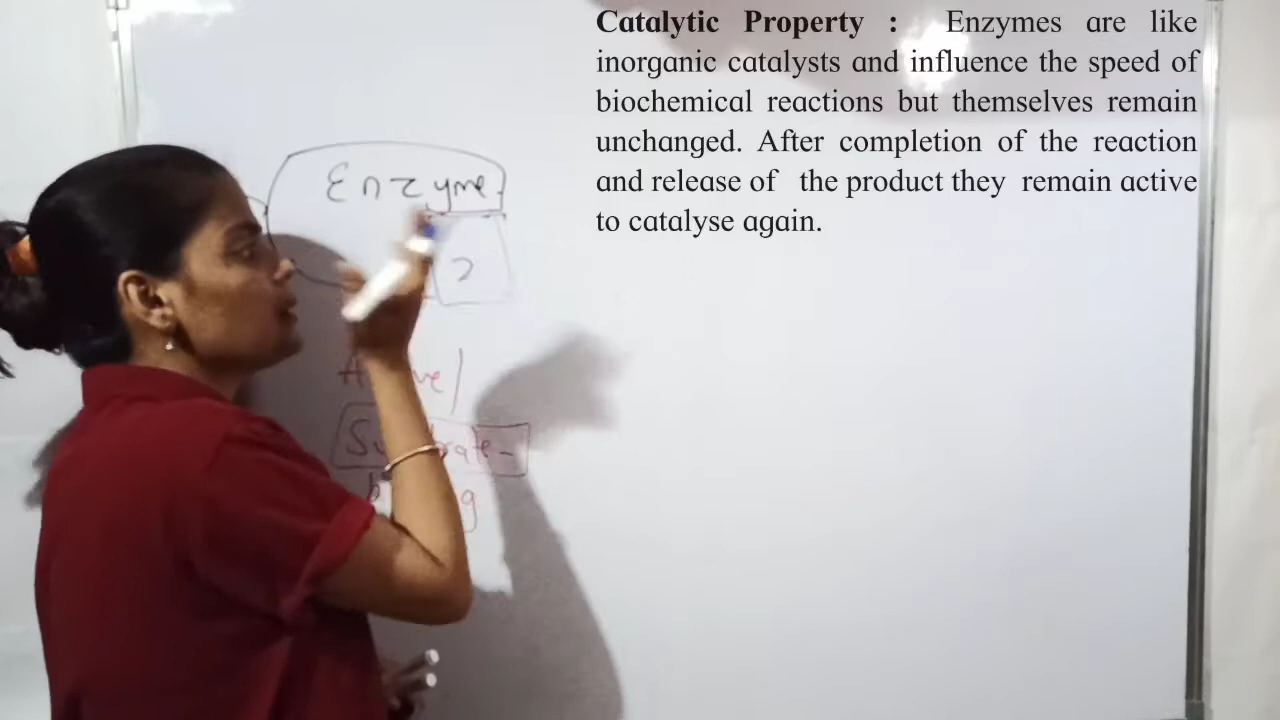 Catalytic Property : Enzymes are like
inorganic catalysts and influence the speed of
biochemical reactions but themselves remain
unchanged. After completion of the reaction
and release of the product they remain active
to catalyse again.
Enzyme